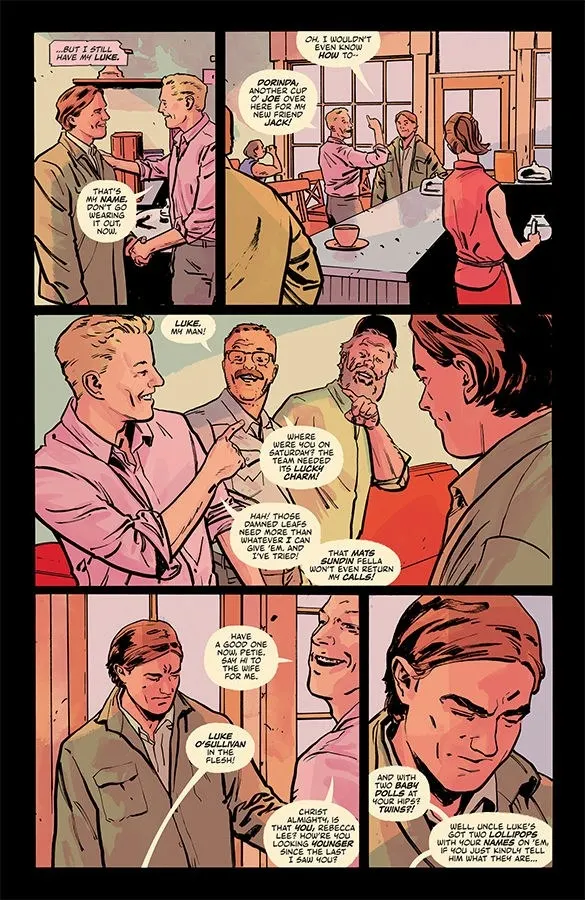 ...BUT I STILL
HAVE MY LUKE.
THAT'S
MY NAME,
DON'T GO
WEARING
IT OUT,
NOW.
OH, I WOULDN'T
EVEN KNOW
HOW TO--
DORINDA,
ANOTHER CUP
O' JOE OVER
HERE FOR MY
NEW FRIEND
JACK!
LUKE,
MY MAN!
WHERE
WERE YOU ON
SATURDAY? THE
TEAM NEEDED
ITS LUCKY
CHARM!
HAH! THOSE
DAMNED LEAFS
NEED MORE THAN
WHATEVER I CAN
GIVE 'EM, AND
I'VE TRIED!
THAT MATS
SUNDIN FELLA
WON'T EVEN RETURN
MY CALLS!
HAVE
A GOOD ONE
NOW, PETIE.
SAY HI TO
THE WIFE
FOR ME.
LUKE
O'SULLIVAN
IN THE
FLESH!
CHRIST
ALMIGHTY, IS
THAT YOU, REBECCA
LEE? HOW'RE YOU
LOOKING YOUNGER
SINCE THE LAST
I SAW YOU?
AND WITH
TWO BABY
DOLLS AT
YOUR HIPS?
TWINS?!
WELL, UNCLE LUKE'S
GOT TWO LOLLIPOPS
WITH YOUR NAMES ON 'EM,
IF YOU JUST KINDLY TELL
HIM WHAT THEY ARE...